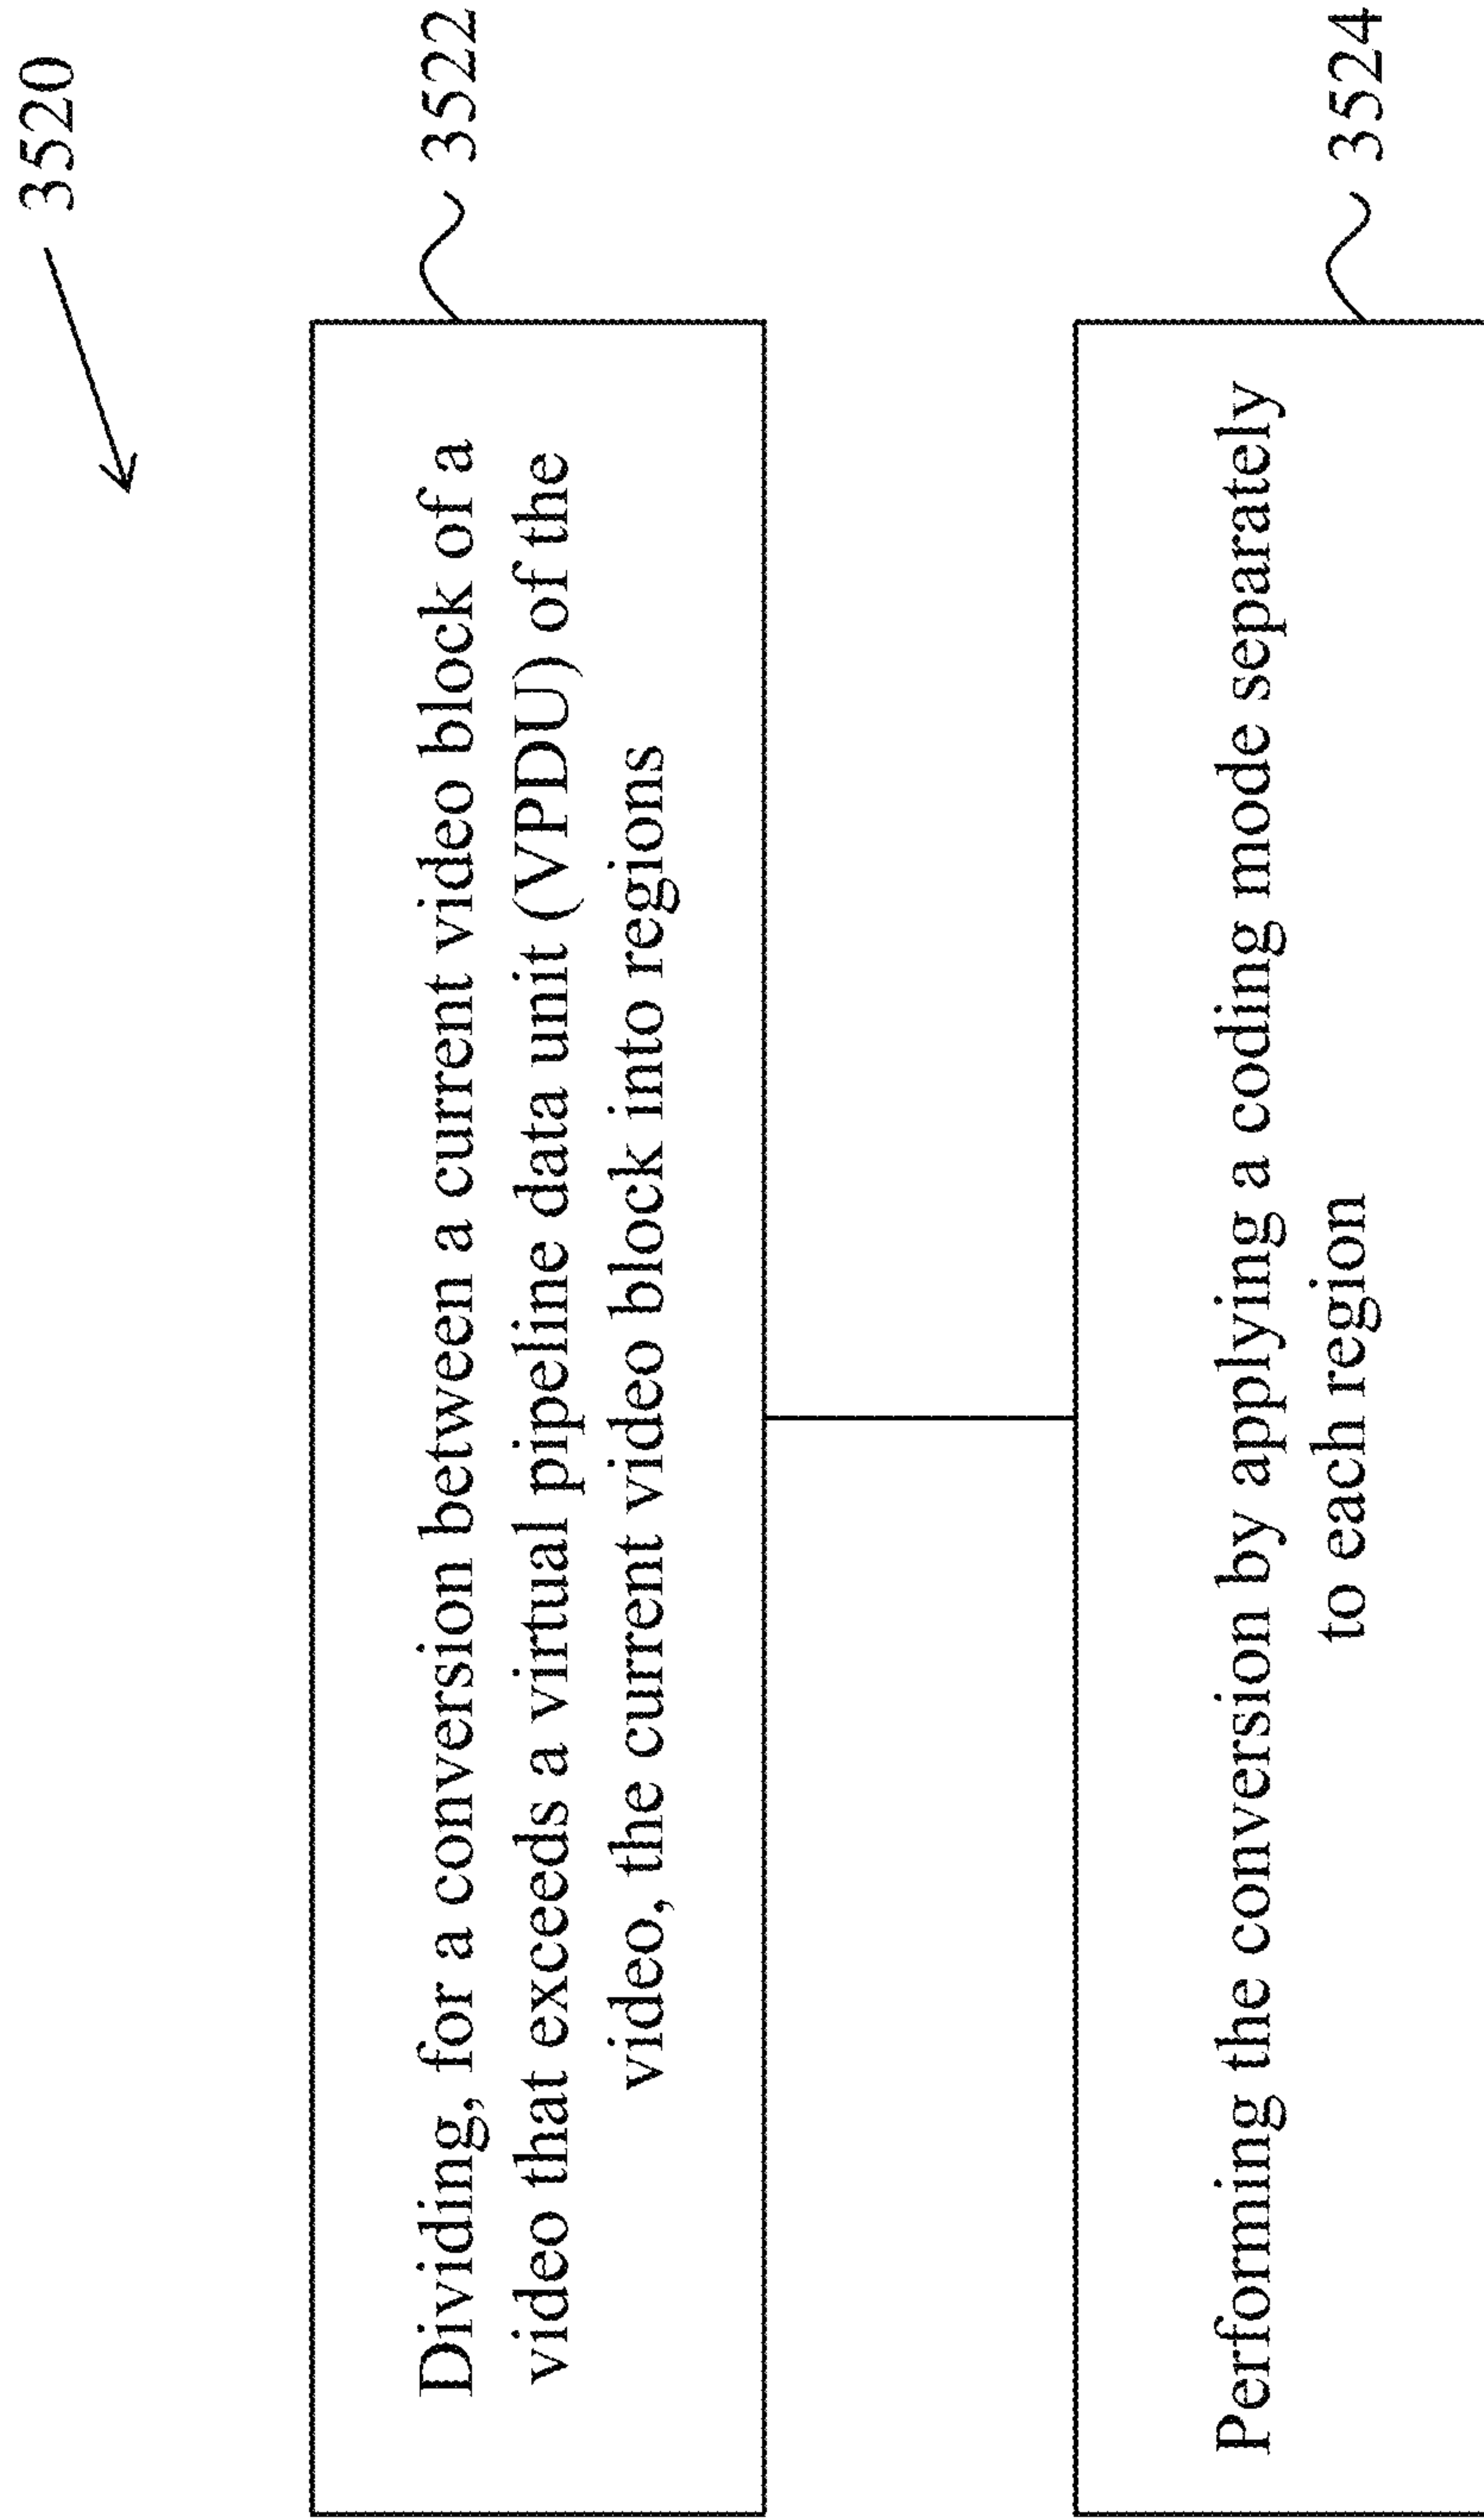 3520
Dividing, for a conversion between a current video block of a
video that exceeds a virtual pipeline data unit (VPDU) of the
video, the current video block into regions
3522
Performing the conversion by applying a coding mode separately
to each region
3524